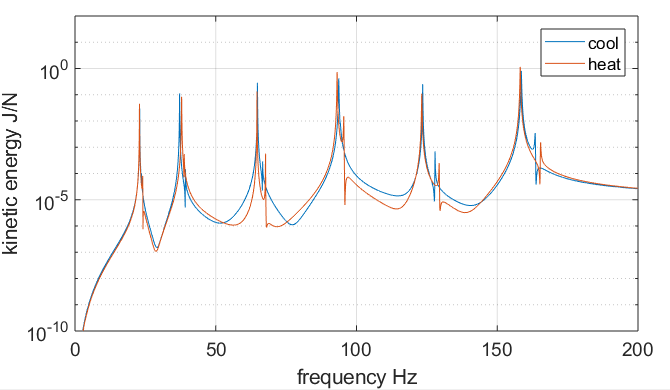 kinetic energy J/N
10^0
10^-5
10^-10
cool
heat
0 50 100 150 200
frequency Hz